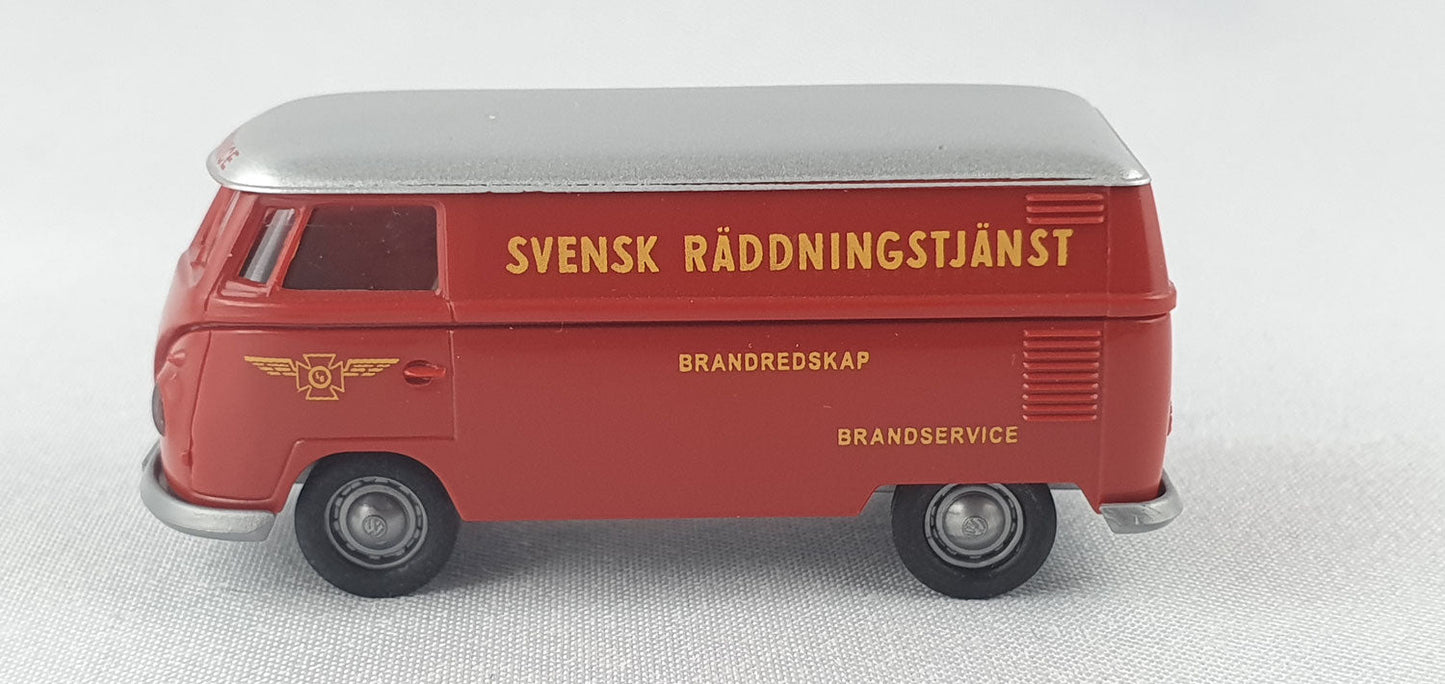 SVENSK RÄDDNINGSTJÄNST
BRANDREDSKAP
BRANDSERVICE